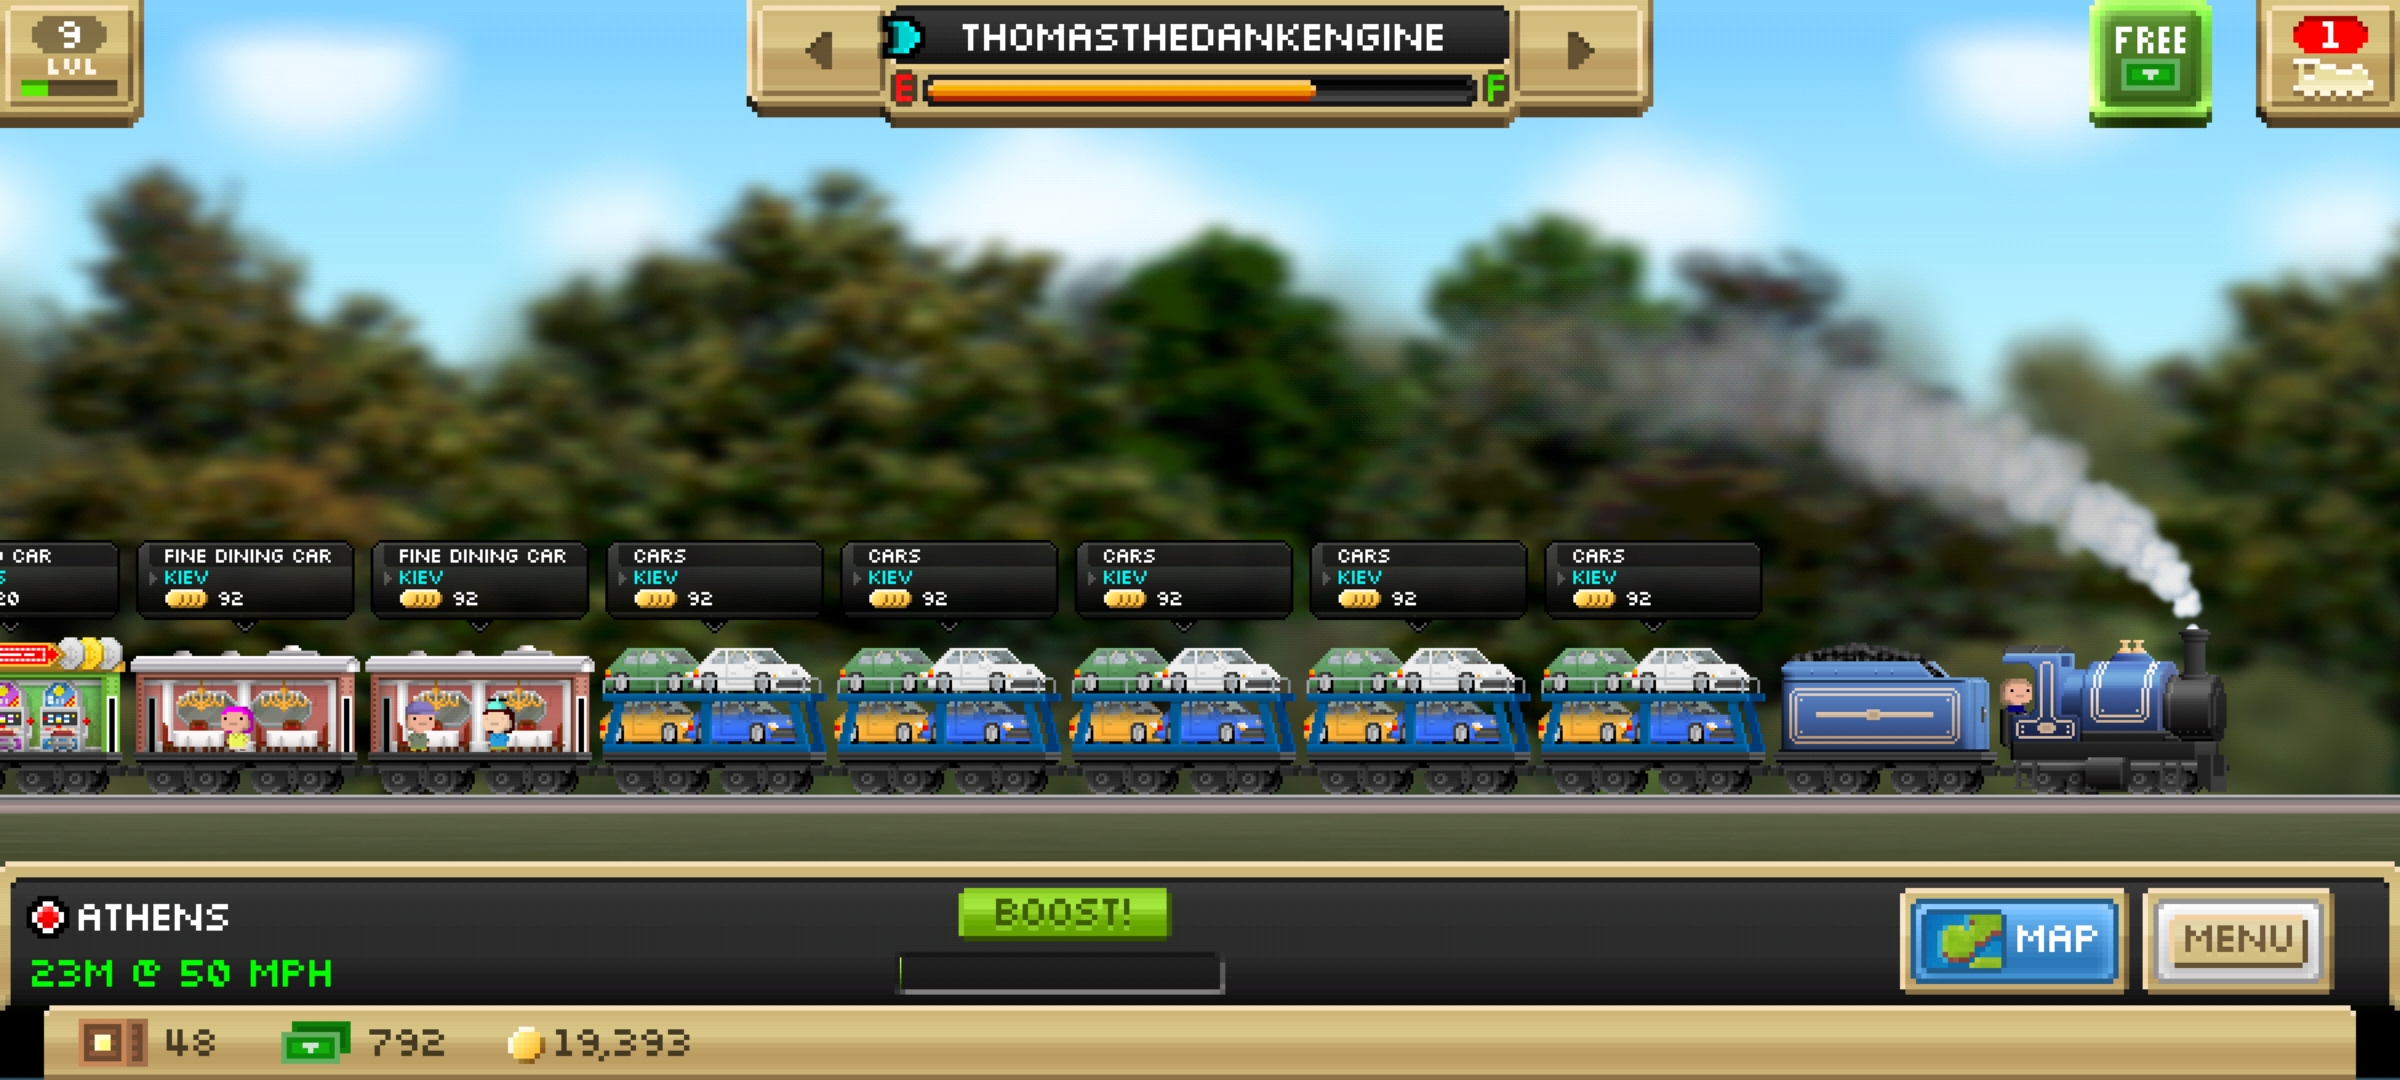 9
LVL
THOMASTHEDANKENGINE
E
F
FREE
1
CAR
20
FINE DINING CAR
KIEV
92
FINE DINING CAR
KIEV
92
CARS
KIEV
92
CARS
KIEV
92
CARS
KIEV
92
CARS
KIEV
92
CARS
KIEV
92
ATHENS
23M @ 50 MPH
BOOST!
MAP
MENU
48
792
19,393